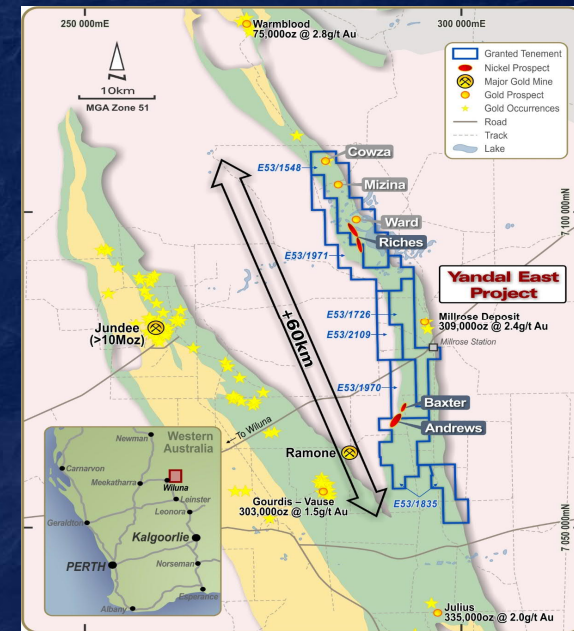 250 000mE
300 000mE
Warmblood
75,000oz @ 2.8g/t Au
N
10km
MGA Zone 51
Granted Tenement
Nickel Prospect
Major Gold Mine
Gold Prospect
Gold Occurrences
Road
Track
Lake
Cowza
E53/1548
Mizina
Ward
Riches
7 100 000mN
E53/1971
Yandal East
Project
E53/1726
Millrose Deposit
309,000oz @ 2.4g/t Au
Jundee
(>10Moz)
+60km
E53/2109
Millrose Station
E53/1970
Baxter
Andrews
To Wiluna
Ramone
Gourdis – Vause
303,000oz @ 1.5g/t Au
E53/1835
7 050 000mN
Julius
335,000oz @ 2.0g/t Au
Western
Australia
Newman
Carnarvon
Meekatharra
Wiluna
Leinster
Leonora
Geraldton
Kalgoorlie
PERTH
Norseman
Esperance
Albany